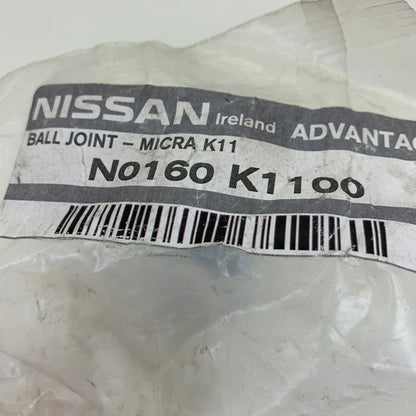 NISSAN Ireland ADVANTAG
BALL JOINT – MICRA K11
N0160 K1100